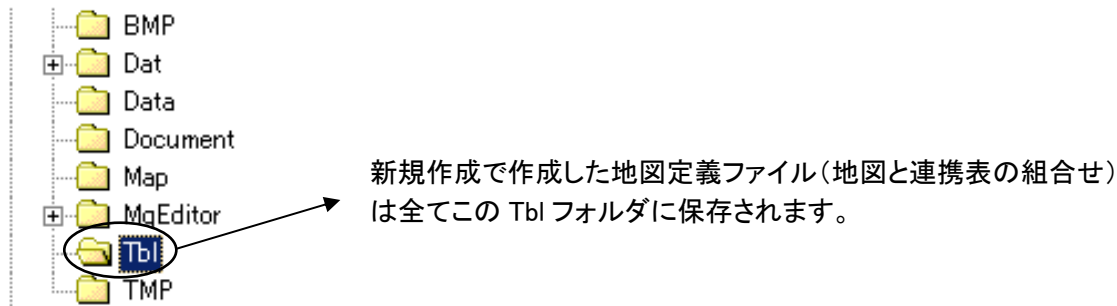 BMP
Dat
Data
Document
Map
MqEditor
Tbl
TMP
新規作成で作成した地図定義ファイル（地図と連携表の組合せ）
は全てこの Tbl フォルダに保存されます。